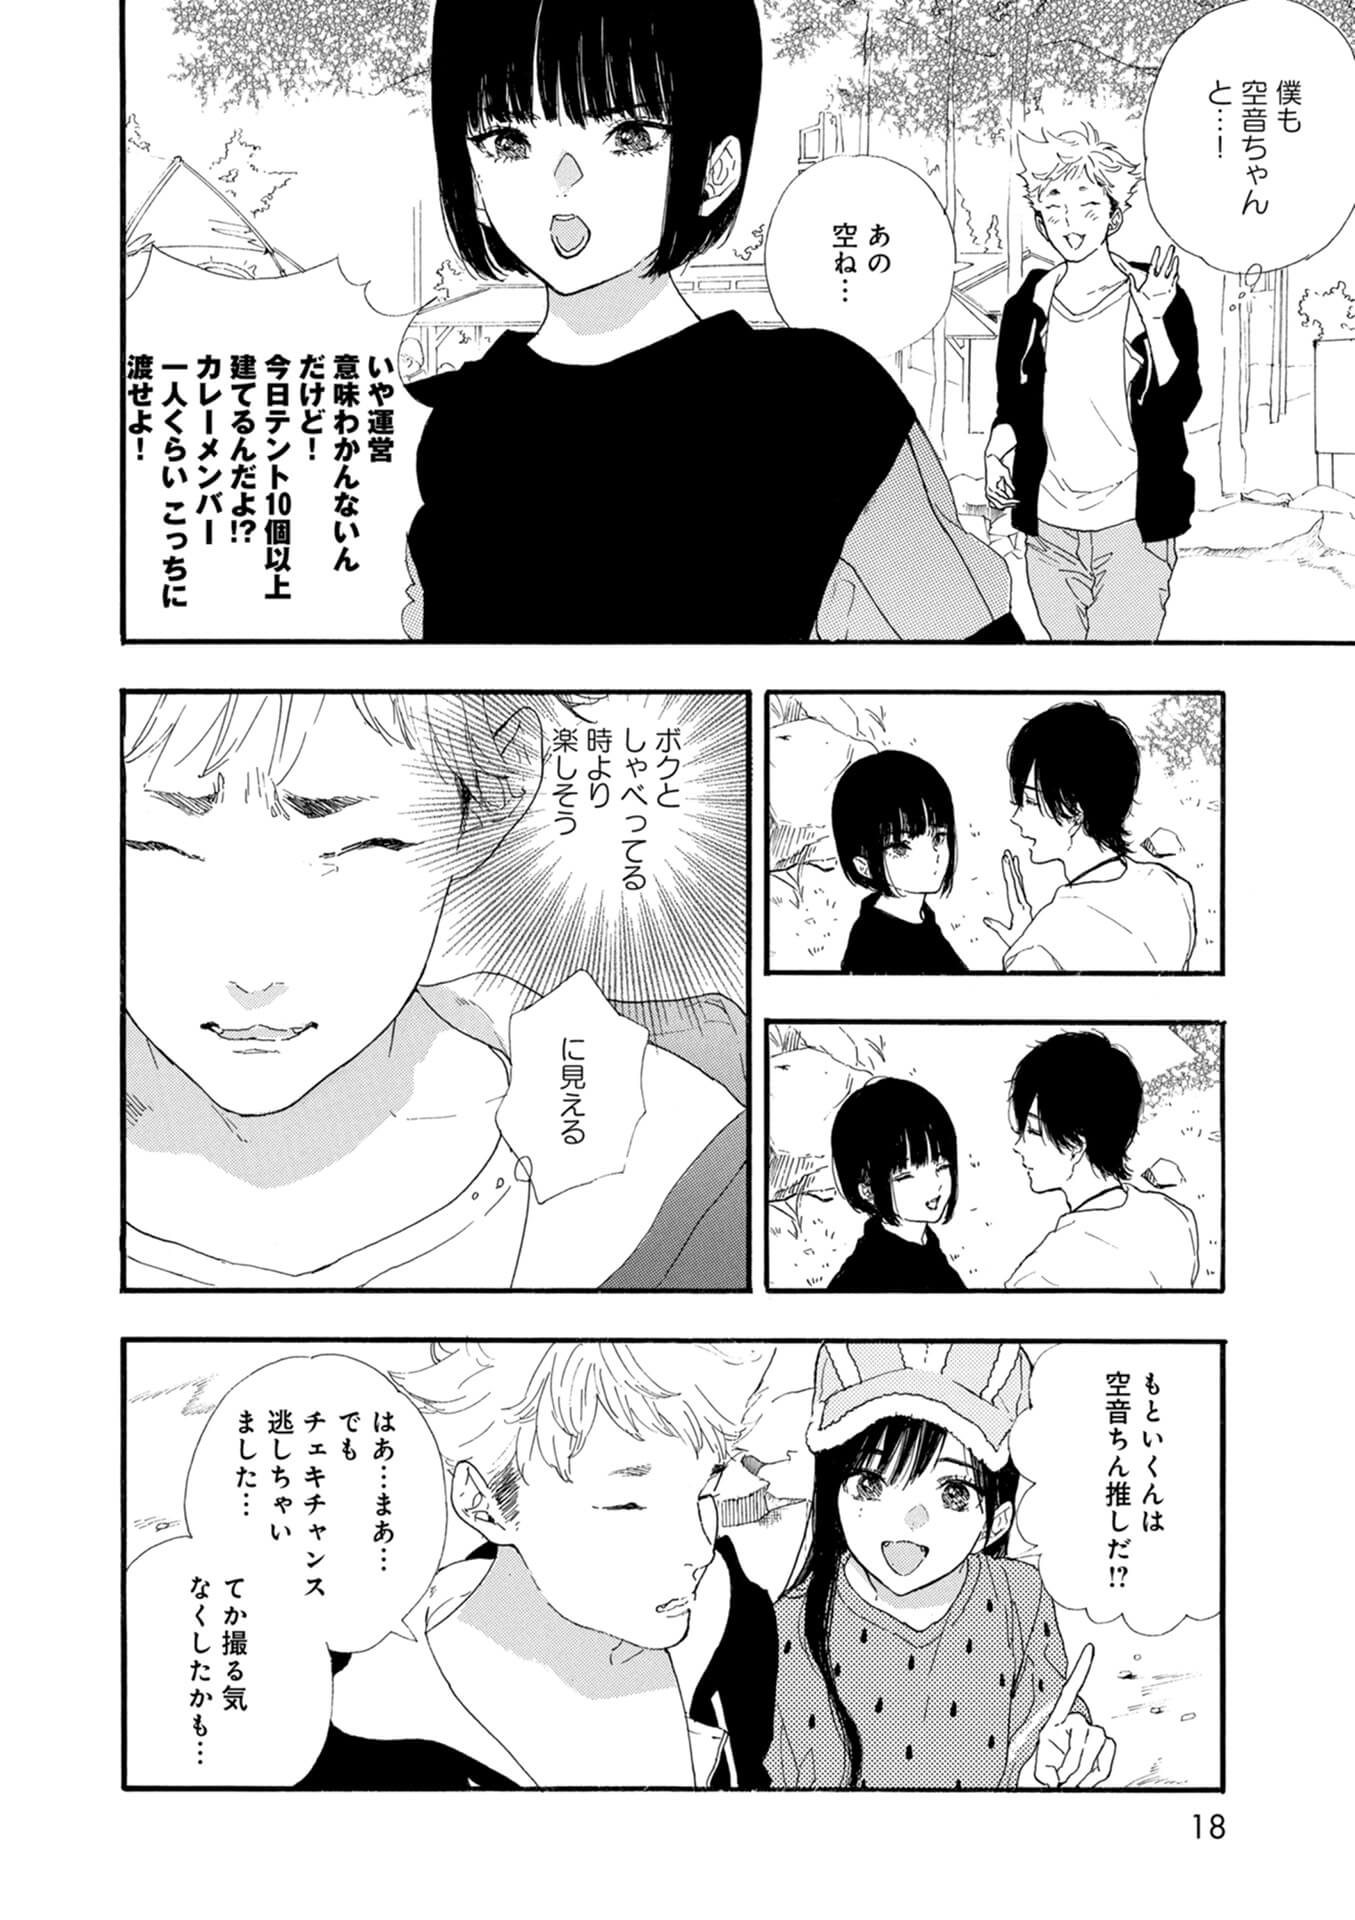 僕も
空音ちゃん
と…！
あの
空ね…
いや運営
意味わかんないん
だけど！
今日テント10個以上
建てるんだよ!?
カレーメンバー
一人くらい こっちに
渡せよ！
ボクと
しゃべってる
時より
楽しそう
に見える
もといくんは
空音ちん推しだ!?
はあ…まあ…
でも
チェキチャンス
逃しちゃい
ました…
てか撮る気
なくしたかも…
18